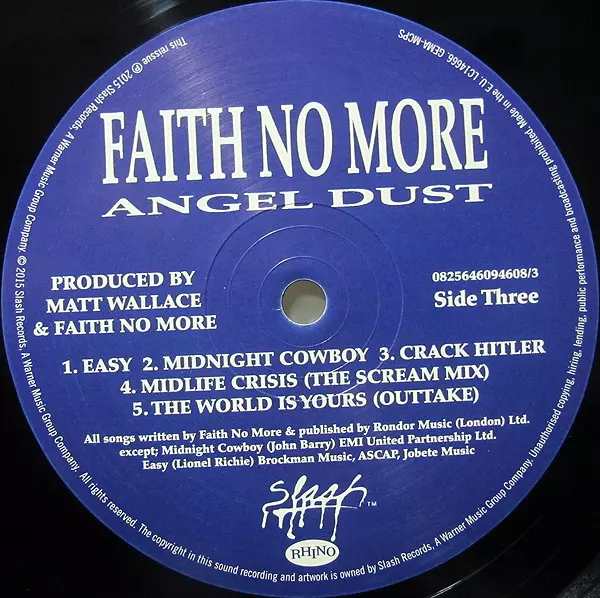 FAITH NO MORE
ANGEL DUST
PRODUCED BY
MATT WALLACE
& FAITH NO MORE
0825646094608/3
Side Three
1. EASY 2. MIDNIGHT COWBOY 3. CRACK HITLER
4. MIDLIFE CRISIS (THE SCREAM MIX)
5. THE WORLD IS YOURS (OUTTAKE)
All songs written by Faith No More & published by Rondor Music (London) Ltd.
except; Midnight Cowboy (John Barry) EMI United Partnership Ltd.
Easy (Lionel Richie) Brockman Music, ASCAP, Jobete Music
slash ™
RHINO
This reissue ℗ 2015 Slash Records, A Warner Music Group Company. © 2015 Slash Records, A Warner Music Group Company. All rights reserved. The copyright in this sound recording and artwork is owned by Slash Records, A Warner Music Group Company. Unauthorised copying, hiring, lending, public performance and broadcasting prohibited. Made in the E.U. LC14666. GEMA-MCPS